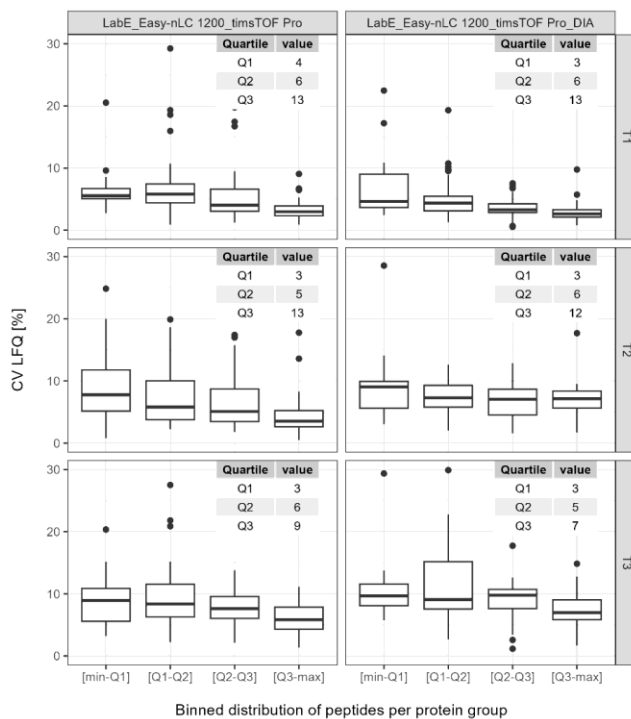 LabE_Easy-nLC 1200_timsTOF Pro
LabE_Easy-nLC 1200_timsTOF Pro_DIA
30
20
10
0
Quartile value
Q1 4
Q2 6
Q3 13
Quartile value
Q1 3
Q2 6
Q3 13
T1
30
20
10
0
Quartile value
Q1 3
Q2 5
Q3 13
Quartile value
Q1 3
Q2 6
Q3 12
T2
CV LFQ [%]
30
20
10
0
Quartile value
Q1 3
Q2 6
Q3 9
Quartile value
Q1 3
Q2 5
Q3 7
T3
[min-Q1] [Q1-Q2] [Q2-Q3] [Q3-max]
[min-Q1] [Q1-Q2] [Q2-Q3] [Q3-max]
Binned distribution of peptides per protein group